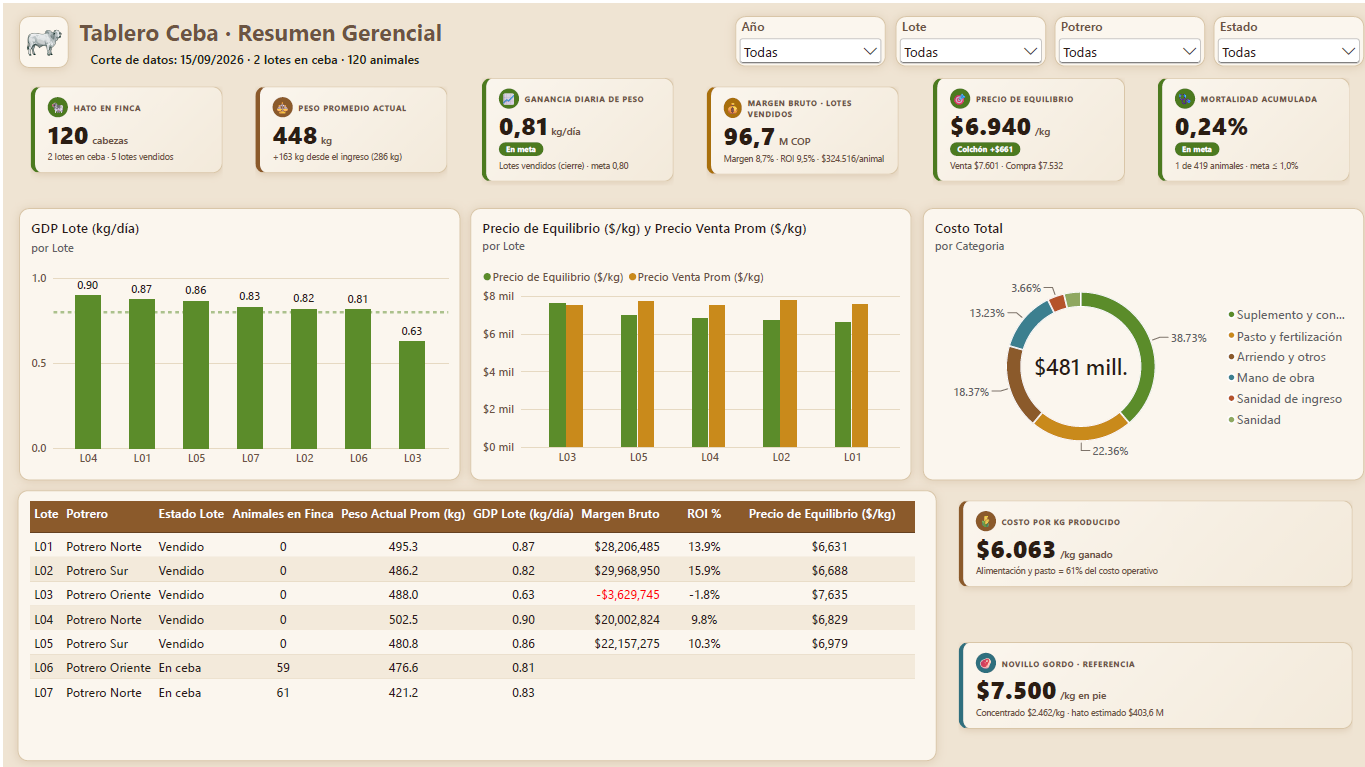 Tablero Ceba · Resumen Gerencial
Corte de datos: 15/09/2026 · 2 lotes en ceba · 120 animales
Año
Todas
Lote
Todas
Potrero
Todas
Estado
Todas
HATO EN FINCA
120 cabezas
2 lotes en ceba · 5 lotes vendidos
PESO PROMEDIO ACTUAL
448 kg
+163 kg desde el ingreso (286 kg)
GANANCIA DIARIA DE PESO
0,81 kg/día
En meta
Lotes vendidos (cierre) · meta 0,80
MARGEN BRUTO · LOTES
VENDIDOS
96,7 M COP
Margen 8,7% · ROI 9,5% · $324.516/animal
PRECIO DE EQUILIBRIO
$6.940 /kg
Colchón +$661
Venta $7.601 · Compra $7.532
MORTALIDAD ACUMULADA
0,24%
En meta
1 de 419 animales · meta ≤ 1,0%
GDP Lote (kg/día)
por Lote
1.0
0.5
0.0
0.90
0.87
0.86
0.83
0.82
0.81
0.63
L04 L01 L05 L07 L02 L06 L03
Precio de Equilibrio ($/kg) y Precio Venta Prom ($/kg)
por Lote
Precio de Equilibrio ($/kg) Precio Venta Prom ($/kg)
$8 mil
$6 mil
$4 mil
$2 mil
$0 mil
L03 L05 L04 L02 L01
Costo Total
por Categoria
3.66%
13.23%
38.73%
18.37%
22.36%
$481 mill.
Suplemento y con...
Pasto y fertilización
Arriendo y otros
Mano de obra
Sanidad de ingreso
Sanidad
Lote Potrero Estado Lote Animales en Finca Peso Actual Prom (kg) GDP Lote (kg/día) Margen Bruto ROI % Precio de Equilibrio ($/kg)
L01 Potrero Norte Vendido 0 495.3 0.87 $28,206,485 13.9% $6,631
L02 Potrero Sur Vendido 0 486.2 0.82 $29,968,950 15.9% $6,688
L03 Potrero Oriente Vendido 0 488.0 0.63 -$3,629,745 -1.8% $7,635
L04 Potrero Norte Vendido 0 502.5 0.90 $20,002,824 9.8% $6,829
L05 Potrero Sur Vendido 0 480.8 0.86 $22,157,275 10.3% $6,979
L06 Potrero Oriente En ceba 59 476.6 0.81
L07 Potrero Norte En ceba 61 421.2 0.83
COSTO POR KG PRODUCIDO
$6.063 /kg ganado
Alimentación y pasto = 61% del costo operativo
NOVILLO GORDO · REFERENCIA
$7.500 /kg en pie
Concentrado $2.462/kg · hato estimado $403,6 M